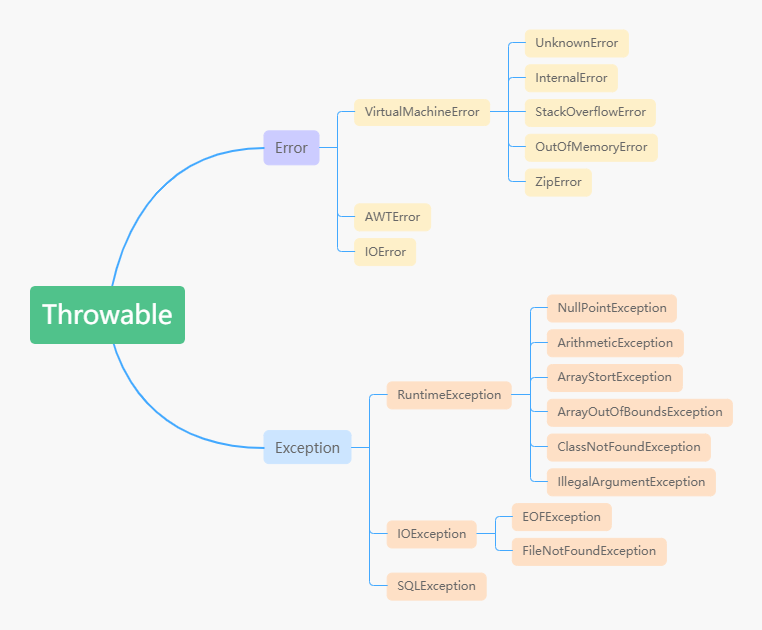 Throwable
Error
VirtualMachineError
UnknownError
InternalError
StackOverflowError
OutOfMemoryError
ZipError
AWTError
IOError
Exception
RuntimeException
NullPointException
ArithmeticException
ArrayStortException
ArrayOutOfBoundsException
ClassNotFoundException
IllegalArgumentException
IOException
EOFException
FileNotFoundException
SQLException